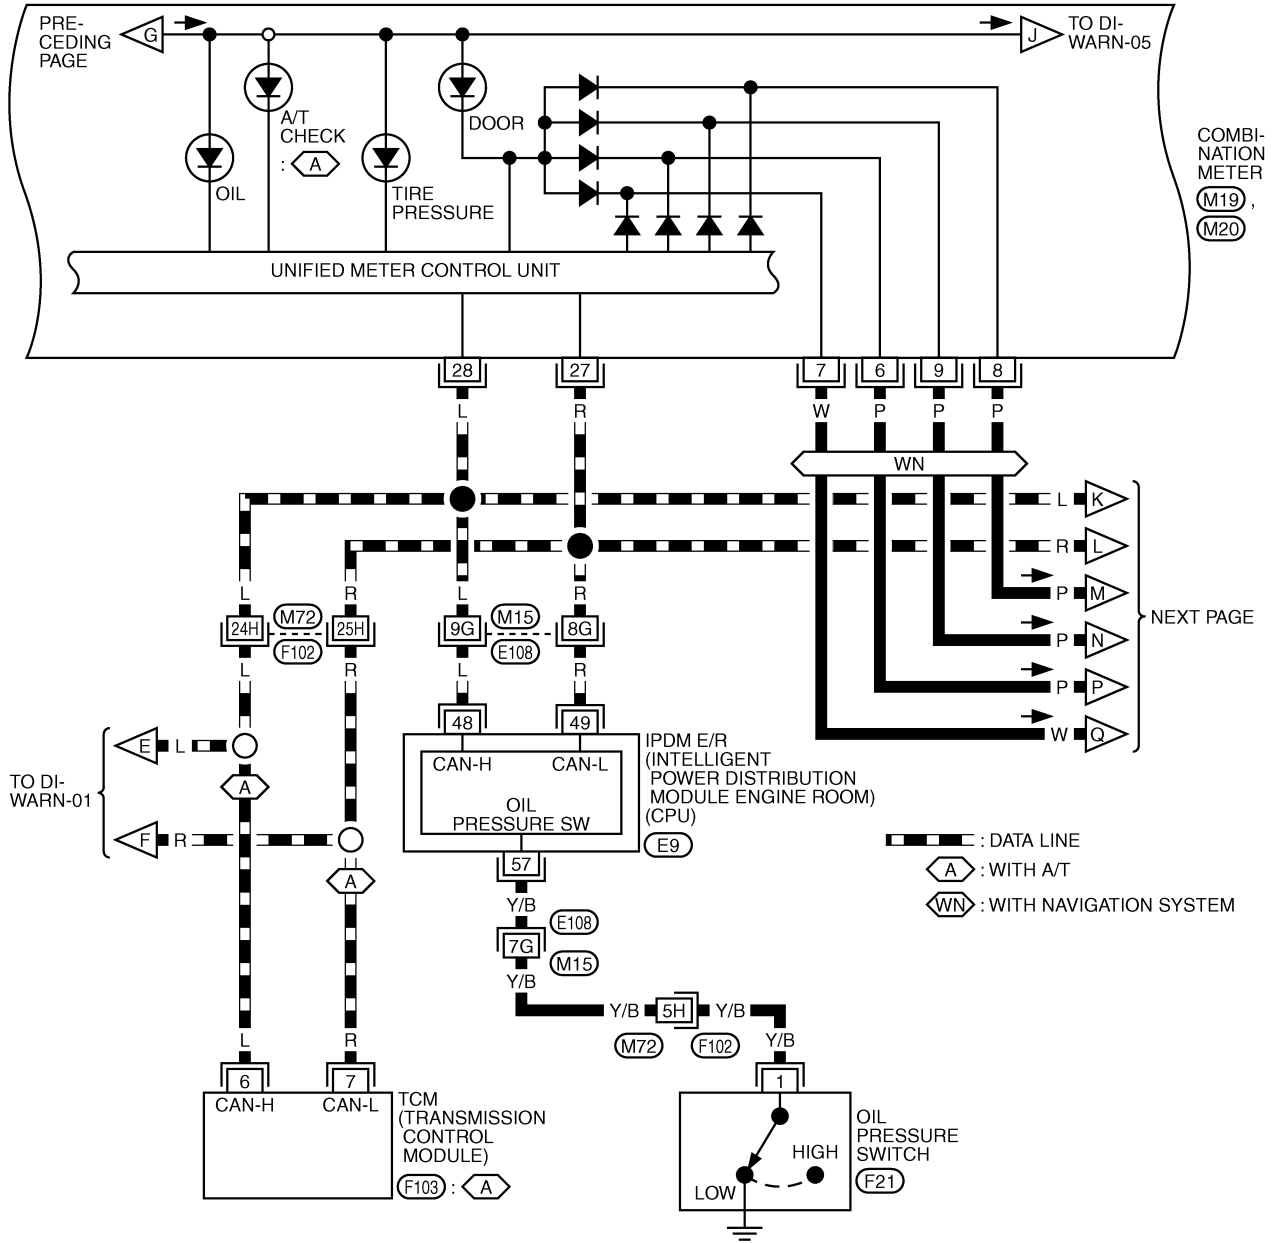 PRE-
CEDING
PAGE
G
J
TO DI-
WARN-05
A/T
CHECK
: A
DOOR
OIL
TIRE
PRESSURE
COMBI-
NATION
METER
M19 ,
M20
UNIFIED METER CONTROL UNIT
28 27 7 6 9 8
L R W P P P
WN
L K
R L
P M
P N
P P
W Q
NEXT PAGE
L R L R
24H M72 25H 9G M15 8G
F102 E108
L R L R
48 49
TO DI-
WARN-01
E L
F R
A
A
CAN-H CAN-L
OIL
PRESSURE SW
IPDM E/R
(INTELLIGENT
POWER DISTRIBUTION
MODULE ENGINE ROOM)
(CPU)
E9
57
Y/B
E108
7G
M15
Y/B
Y/B 5H Y/B
M72 F102
Y/B
1
: DATA LINE
A : WITH A/T
WN : WITH NAVIGATION SYSTEM
L R
6 7
CAN-H CAN-L
TCM
(TRANSMISSION
CONTROL
MODULE)
F103 : A
HIGH
LOW
OIL
PRESSURE
SWITCH
F21